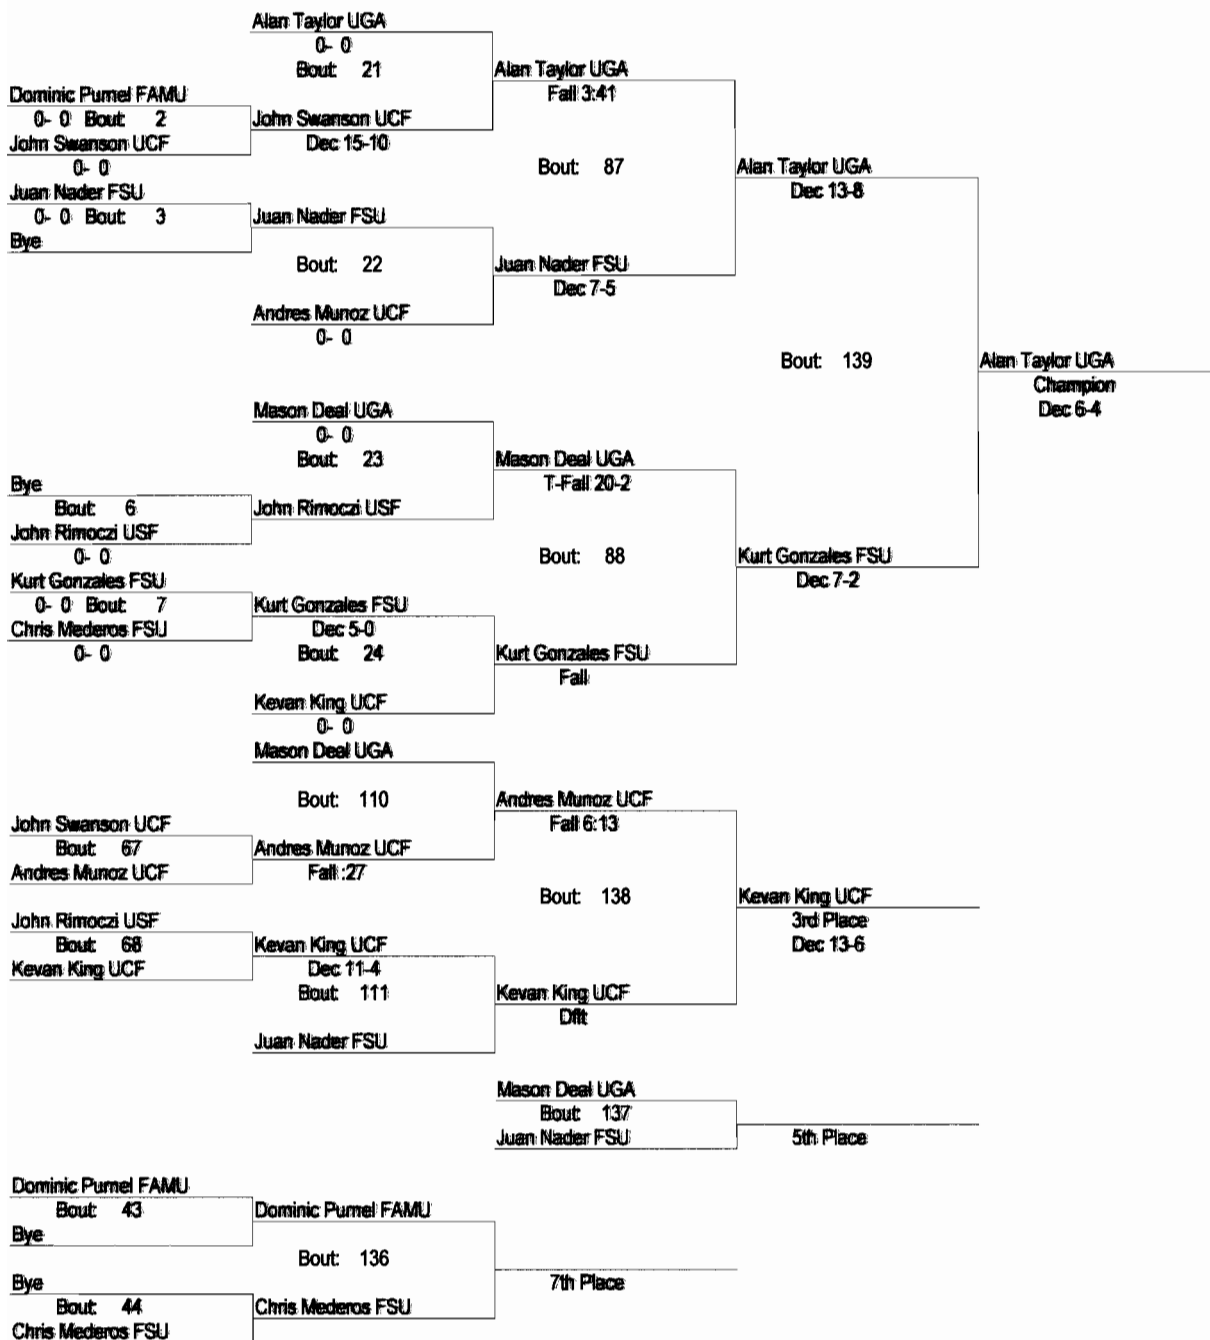 Alan Taylor UGA
0- 0
Bout: 21
Alan Taylor UGA
Fall 3:41
Dominic Purnel FAMU
0- 0 Bout: 2
John Swanson UCF
Dec 15-10
John Swanson UCF
0- 0
Bout: 87
Alan Taylor UGA
Dec 13-8
Juan Nader FSU
0- 0 Bout: 3
Juan Nader FSU
Bye
Bout: 22
Juan Nader FSU
Dec 7-5
Andres Munoz UCF
0- 0
Bout: 139
Alan Taylor UGA
Champion
Dec 6-4
Mason Deal UGA
0- 0
Bout: 23
Mason Deal UGA
T-Fall 20-2
Bye
Bout: 6
John Rimoczi USF
John Rimoczi USF
0- 0
Bout: 88
Kurt Gonzales FSU
Dec 7-2
Kurt Gonzales FSU
0- 0 Bout: 7
Kurt Gonzales FSU
Dec 5-0
Chris Mederos FSU
0- 0
Bout: 24
Kurt Gonzales FSU
Fall
Kevan King UCF
0- 0
Mason Deal UGA
Bout: 110
Andres Munoz UCF
Fall 6:13
John Swanson UCF
Bout: 67
Andres Munoz UCF
Andres Munoz UCF
Fall :27
Bout: 138
Kevan King UCF
3rd Place
Dec 13-6
John Rimoczi USF
Bout: 68
Kevan King UCF
Kevan King UCF
Dec 11-4
Bout: 111
Kevan King UCF
Dflt
Juan Nader FSU
Mason Deal UGA
Bout: 137
Juan Nader FSU
5th Place
Dominic Purnel FAMU
Bout: 43
Dominic Purnel FAMU
Bye
Bout: 136
7th Place
Bye
Bout: 44
Chris Mederos FSU
Chris Mederos FSU